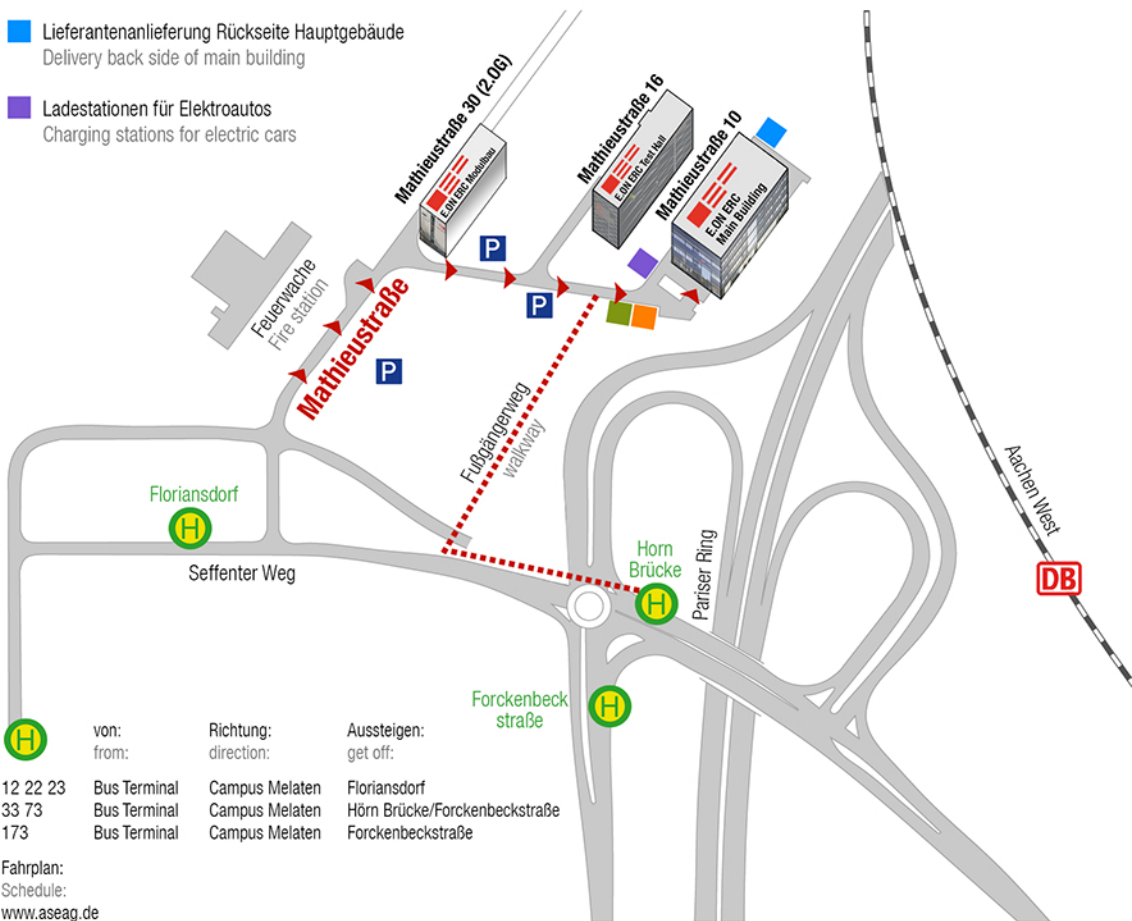 Lieferantenanlieferung Rückseite Hauptgebäude
Delivery back side of main building
Ladestationen für Elektroautos
Charging stations for electric cars
Mathieustraße 30 (2.OG)
E.ON ERC Modulbau
Mathieustraße 16
E.ON ERC Test Hall
Mathieustraße 10
E.ON ERC
Main Building
P
P
P
Feuerwache
Fire station
Mathieustraße
Fußgängerweg
walkway
Aachen West
DB
Floriansdorf
H
Seffenter Weg
Horn
Brücke
H
Pariser Ring
Forckenbeck
straße
H
H
von:
Richtung:
Aussteigen:
from:
direction:
get off:
12 22 23 Bus Terminal Campus Melaten Floriansdorf
33 73 Bus Terminal Campus Melaten Hörn Brücke/Forckenbeckstraße
173 Bus Terminal Campus Melaten Forckenbeckstraße
Fahrplan:
Schedule:
www.aseag.de